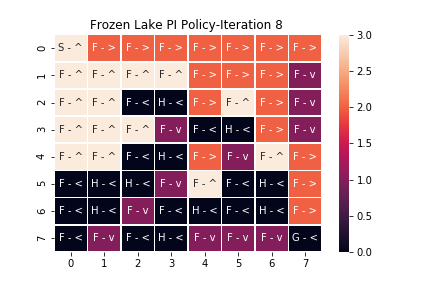 Frozen Lake PI Policy-Iteration 8
0 S - ^ F - > F - > F - > F - > F - > F - > F - >
1 F - ^ F - ^ F - ^ F - ^ F - > F - > F - > F - v
2 F - ^ F - ^ F - < H - < F - > F - ^ F - > F - v
3 F - ^ F - ^ F - ^ F - v F - < H - < F - > F - v
4 F - ^ F - ^ F - < H - < F - > F - v F - ^ F - >
5 F - < H - < H - < F - v F - ^ F - < H - < F - >
6 F - < H - < F - v F - < H - < F - < H - < F - >
7 F - < F - v F - < H - < F - v F - v F - v G - <
0 1 2 3 4 5 6 7
3.0
2.5
2.0
1.5
1.0
0.5
0.0